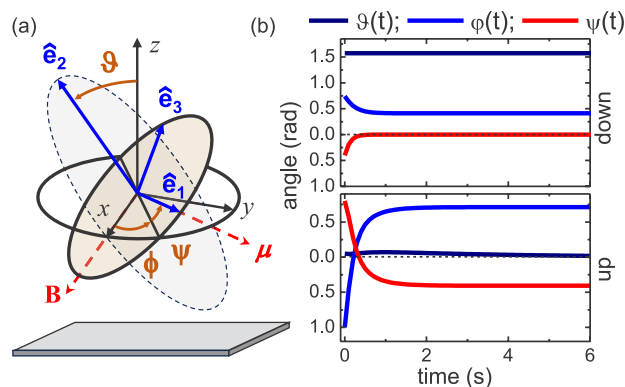 (a)
z
ê₂
ϑ
ê₃
ê₁
x
y
ϕ
ψ
μ
B
(b)
ϑ(t); φ(t); ψ(t)
angle (rad)
1.5
1.0
0.5
0.0
0.5
1.0
down
0.5
0.0
0.5
1.0
up
0 2 4 6
time (s)